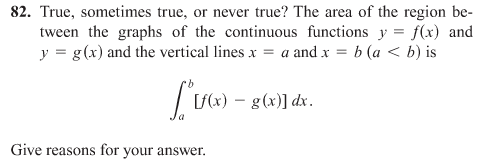 82. True, sometimes true, or never true? The area of the region be-
tween the graphs of the continuous functions y = f(x) and
y = g(x) and the vertical lines x = a and x = b (a < b) is
∫_a^b [f(x) − g(x)] dx.
Give reasons for your answer.